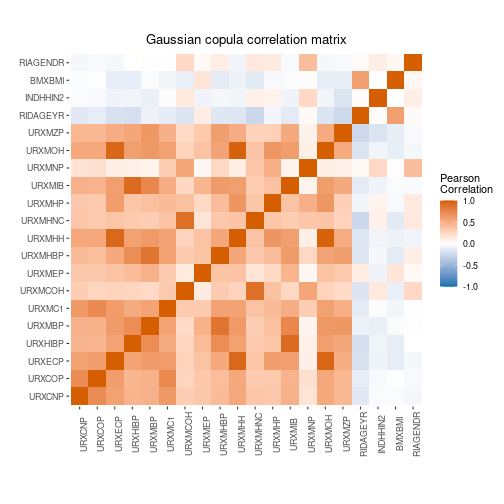 Gaussian copula correlation matrix
RIAGENDR
BMXBMI
INDHHIN2
RIDAGEYR
URXMZP
URXMOH
URXMNP
URXMIB
URXMHP
URXMHNC
URXMHH
URXMHBP
URXMEP
URXMCOH
URXMC1
URXMBP
URXHIBP
URXECP
URXCOP
URXCNP
URXCNP
URXCOP
URXECP
URXHIBP
URXMBP
URXMC1
URXMCOH
URXMEP
URXMHBP
URXMHH
URXMHNC
URXMHP
URXMIB
URXMNP
URXMOH
URXMZP
RIDAGEYR
INDHHIN2
BMXBMI
RIAGENDR
Pearson
Correlation
1.0
0.5
0.0
-0.5
-1.0